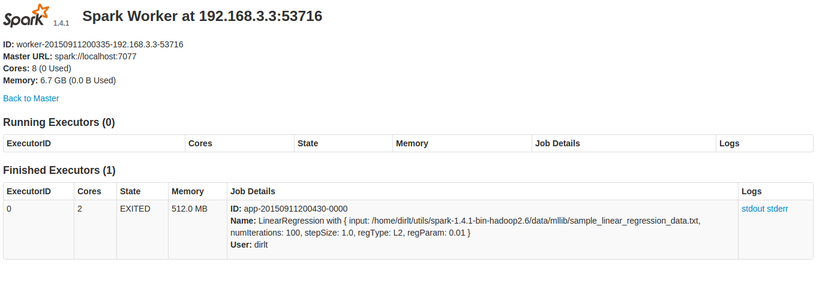 Spark 1.4.1 Spark Worker at 192.168.3.3:53716
ID: worker-20150911200335-192.168.3.3-53716
Master URL: spark://localhost:7077
Cores: 8 (0 Used)
Memory: 6.7 GB (0.0 B Used)
Back to Master
Running Executors (0)
ExecutorID Cores State Memory Job Details Logs
Finished Executors (1)
ExecutorID Cores State Memory Job Details Logs
0 2 EXITED 512.0 MB ID: app-20150911200430-0000 stdout stderr
Name: LinearRegression with { input: /home/dirlt/utils/spark-1.4.1-bin-hadoop2.6/data/mllib/sample_linear_regression_data.txt,
numIterations: 100, stepSize: 1.0, regType: L2, regParam: 0.01 }
User: dirlt